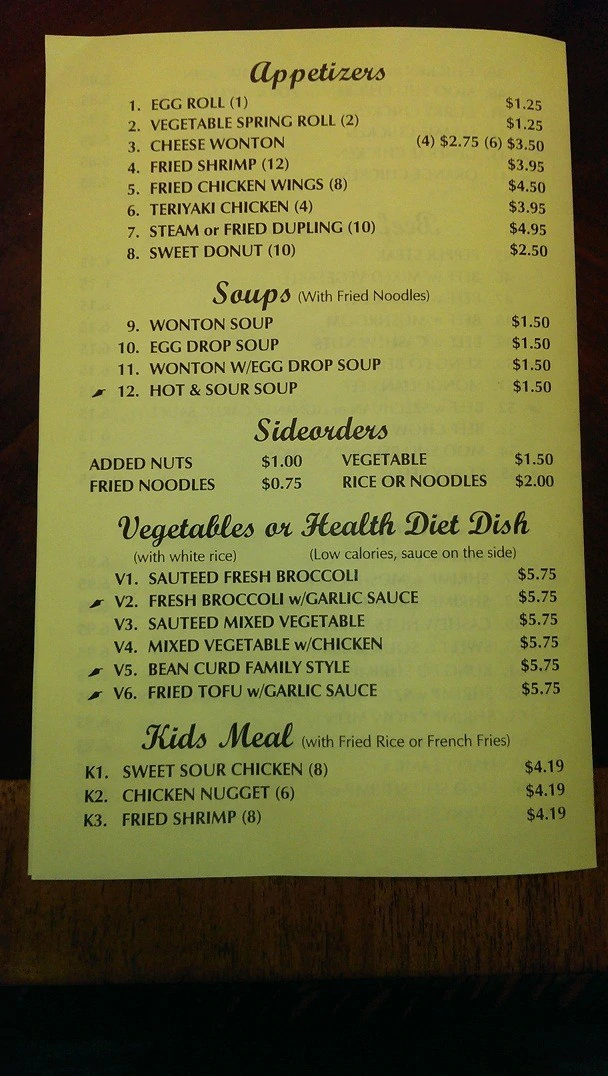 Appetizers
1. EGG ROLL (1) $1.25
2. VEGETABLE SPRING ROLL (2) $1.25
3. CHEESE WONTON (4) $2.75 (6) $3.50
4. FRIED SHRIMP (12) $3.95
5. FRIED CHICKEN WINGS (8) $4.50
6. TERIYAKI CHICKEN (4) $3.95
7. STEAM or FRIED DUPLING (10) $4.95
8. SWEET DONUT (10) $2.50
Soups (With Fried Noodles)
9. WONTON SOUP $1.50
10. EGG DROP SOUP $1.50
11. WONTON W/EGG DROP SOUP $1.50
12. HOT & SOUR SOUP $1.50
Sideorders
ADDED NUTS $1.00 VEGETABLE $1.50
FRIED NOODLES $0.75 RICE OR NOODLES $2.00
Vegetables or Health Diet Dish
(with white rice) (Low calories, sauce on the side)
V1. SAUTEED FRESH BROCCOLI $5.75
V2. FRESH BROCCOLI w/GARLIC SAUCE $5.75
V3. SAUTEED MIXED VEGETABLE $5.75
V4. MIXED VEGETABLE w/CHICKEN $5.75
V5. BEAN CURD FAMILY STYLE $5.75
V6. FRIED TOFU w/GARLIC SAUCE $5.75
Kids Meal (with Fried Rice or French Fries)
K1. SWEET SOUR CHICKEN (8) $4.19
K2. CHICKEN NUGGET (6) $4.19
K3. FRIED SHRIMP (8) $4.19